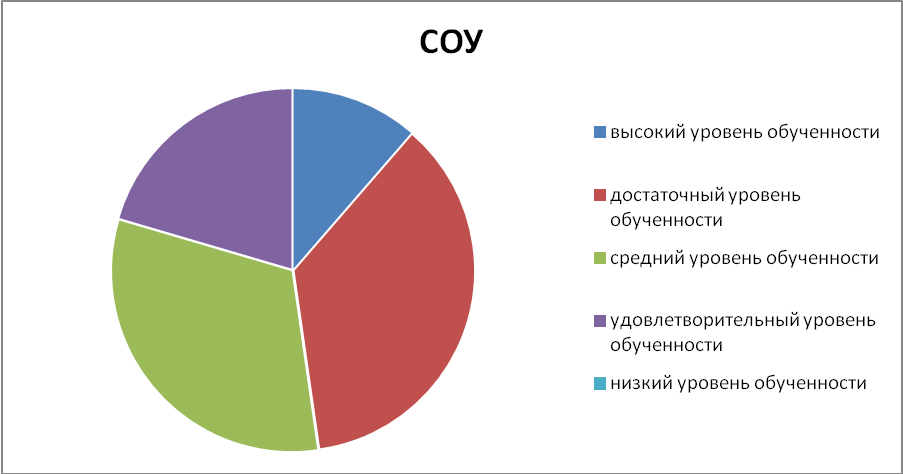 СОУ
высокий уровень обученности
достаточный уровень
обученности
средний уровень обученности
удовлетворительный уровень
обученности
низкий уровень обученности